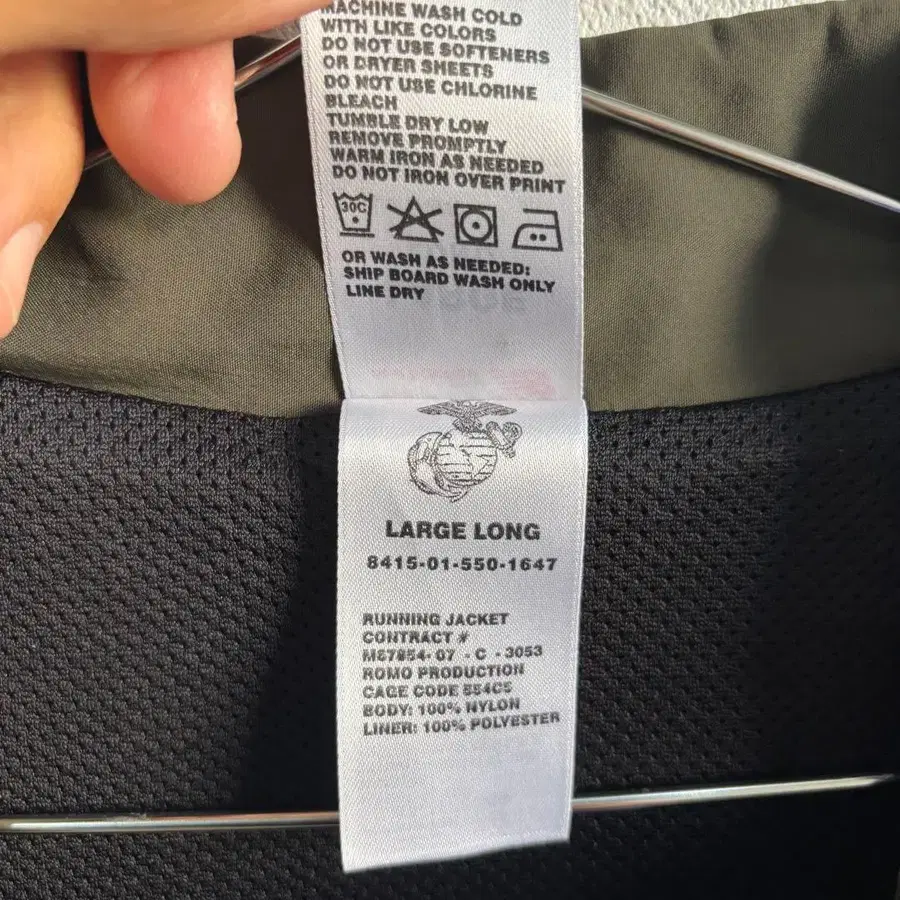 MACHINE WASH COLD
WITH LIKE COLORS
DO NOT USE SOFTENERS
OR DRYER SHEETS
DO NOT USE CHLORINE
BLEACH
TUMBLE DRY LOW
REMOVE PROMPTLY
WARM IRON AS NEEDED
DO NOT IRON OVER PRINT
30C
OR WASH AS NEEDED:
SHIP BOARD WASH ONLY
LINE DRY
LARGE LONG
8415-01-550-1647
RUNNING JACKET
CONTRACT #
M67854-07 - C - 3053
ROMO PRODUCTION
CAGE CODE 554C5
BODY: 100% NYLON
LINER: 100% POLYESTER